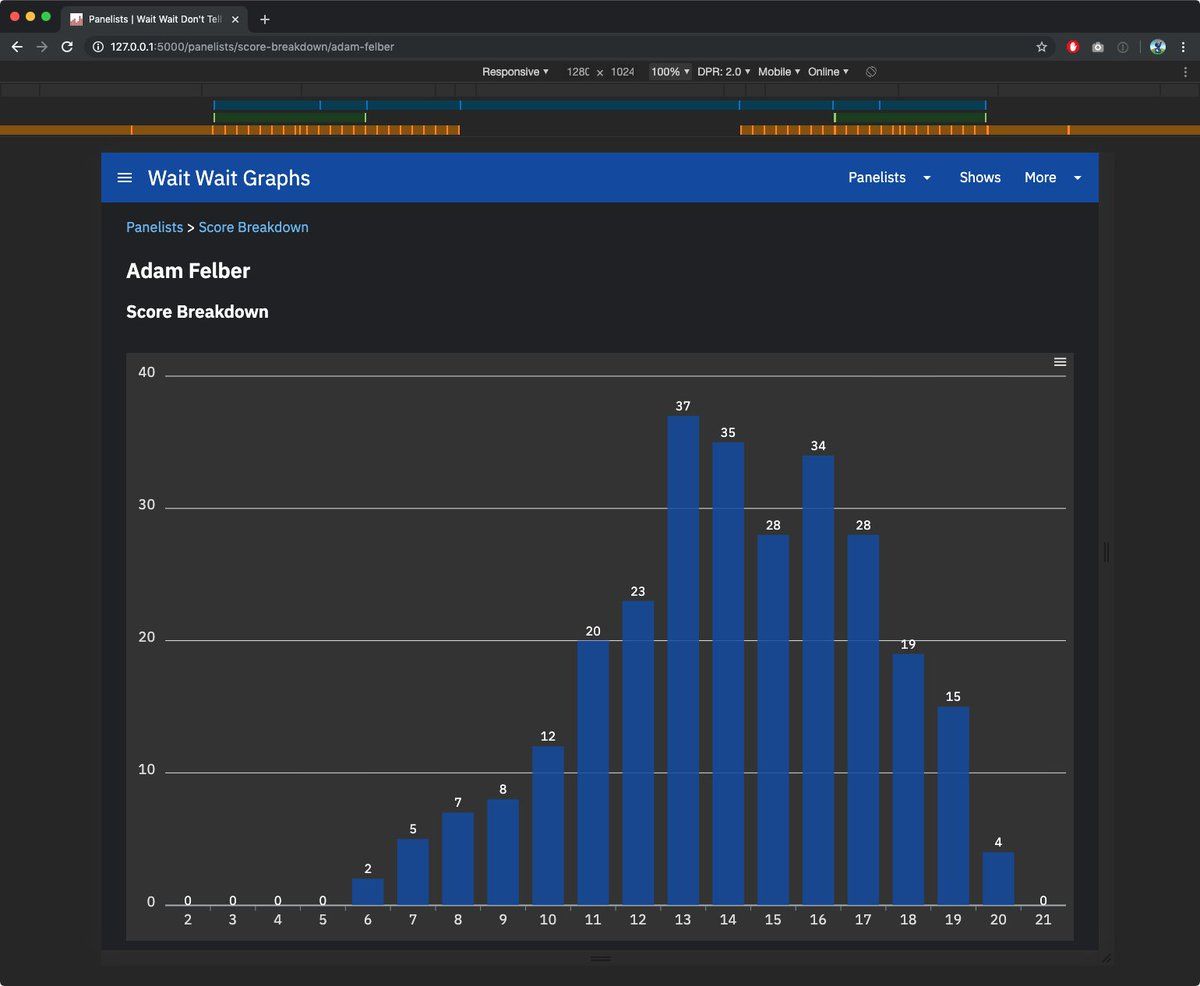 Panelists | Wait Wait Don't Tell
127.0.0.1:5000/panelists/score-breakdown/adam-felber
Responsive 1280 x 1024 100% DPR: 2.0 Mobile Online
Wait Wait Graphs Panelists Shows More
Panelists > Score Breakdown
Adam Felber
Score Breakdown
40
37
35
34
30
28 28
23
20
20
19
15
12
10
8
7
5
4
2
0 0 0 0 0 0
2 3 4 5 6 7 8 9 10 11 12 13 14 15 16 17 18 19 20 21